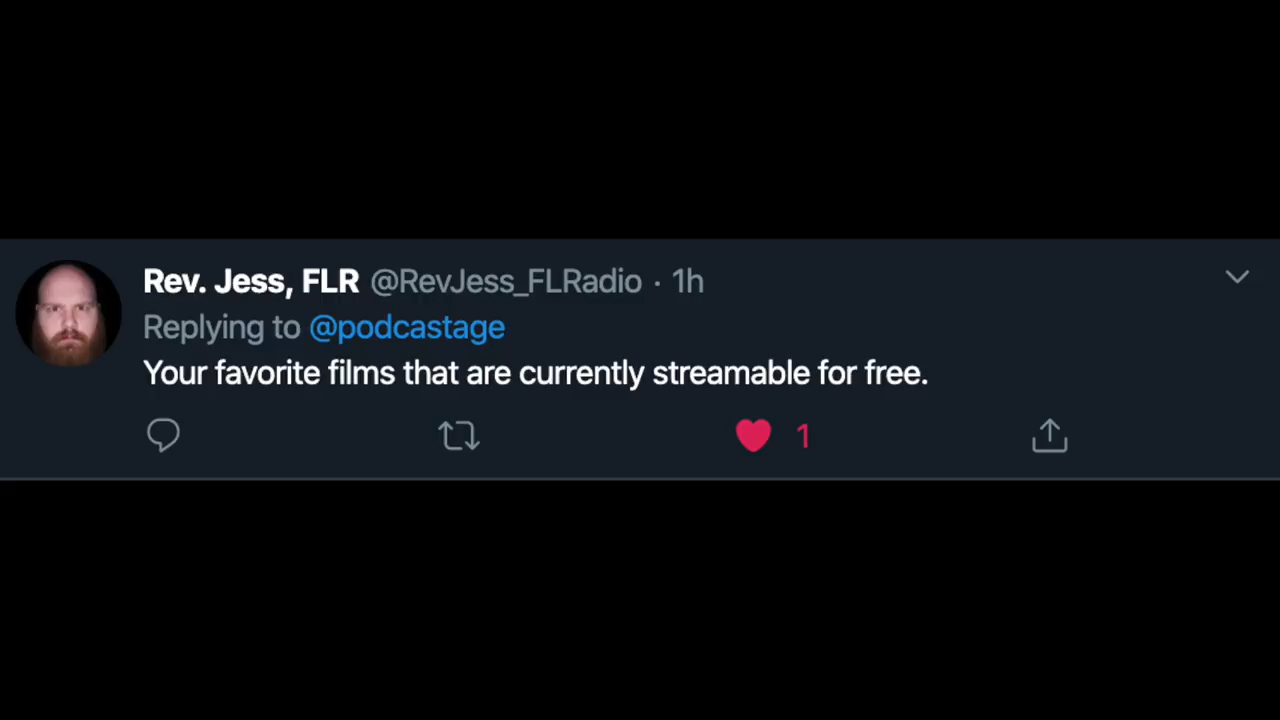 Rev. Jess, FLR @RevJess_FLRadio · 1h
Replying to @podcastage
Your favorite films that are currently streamable for free.
1